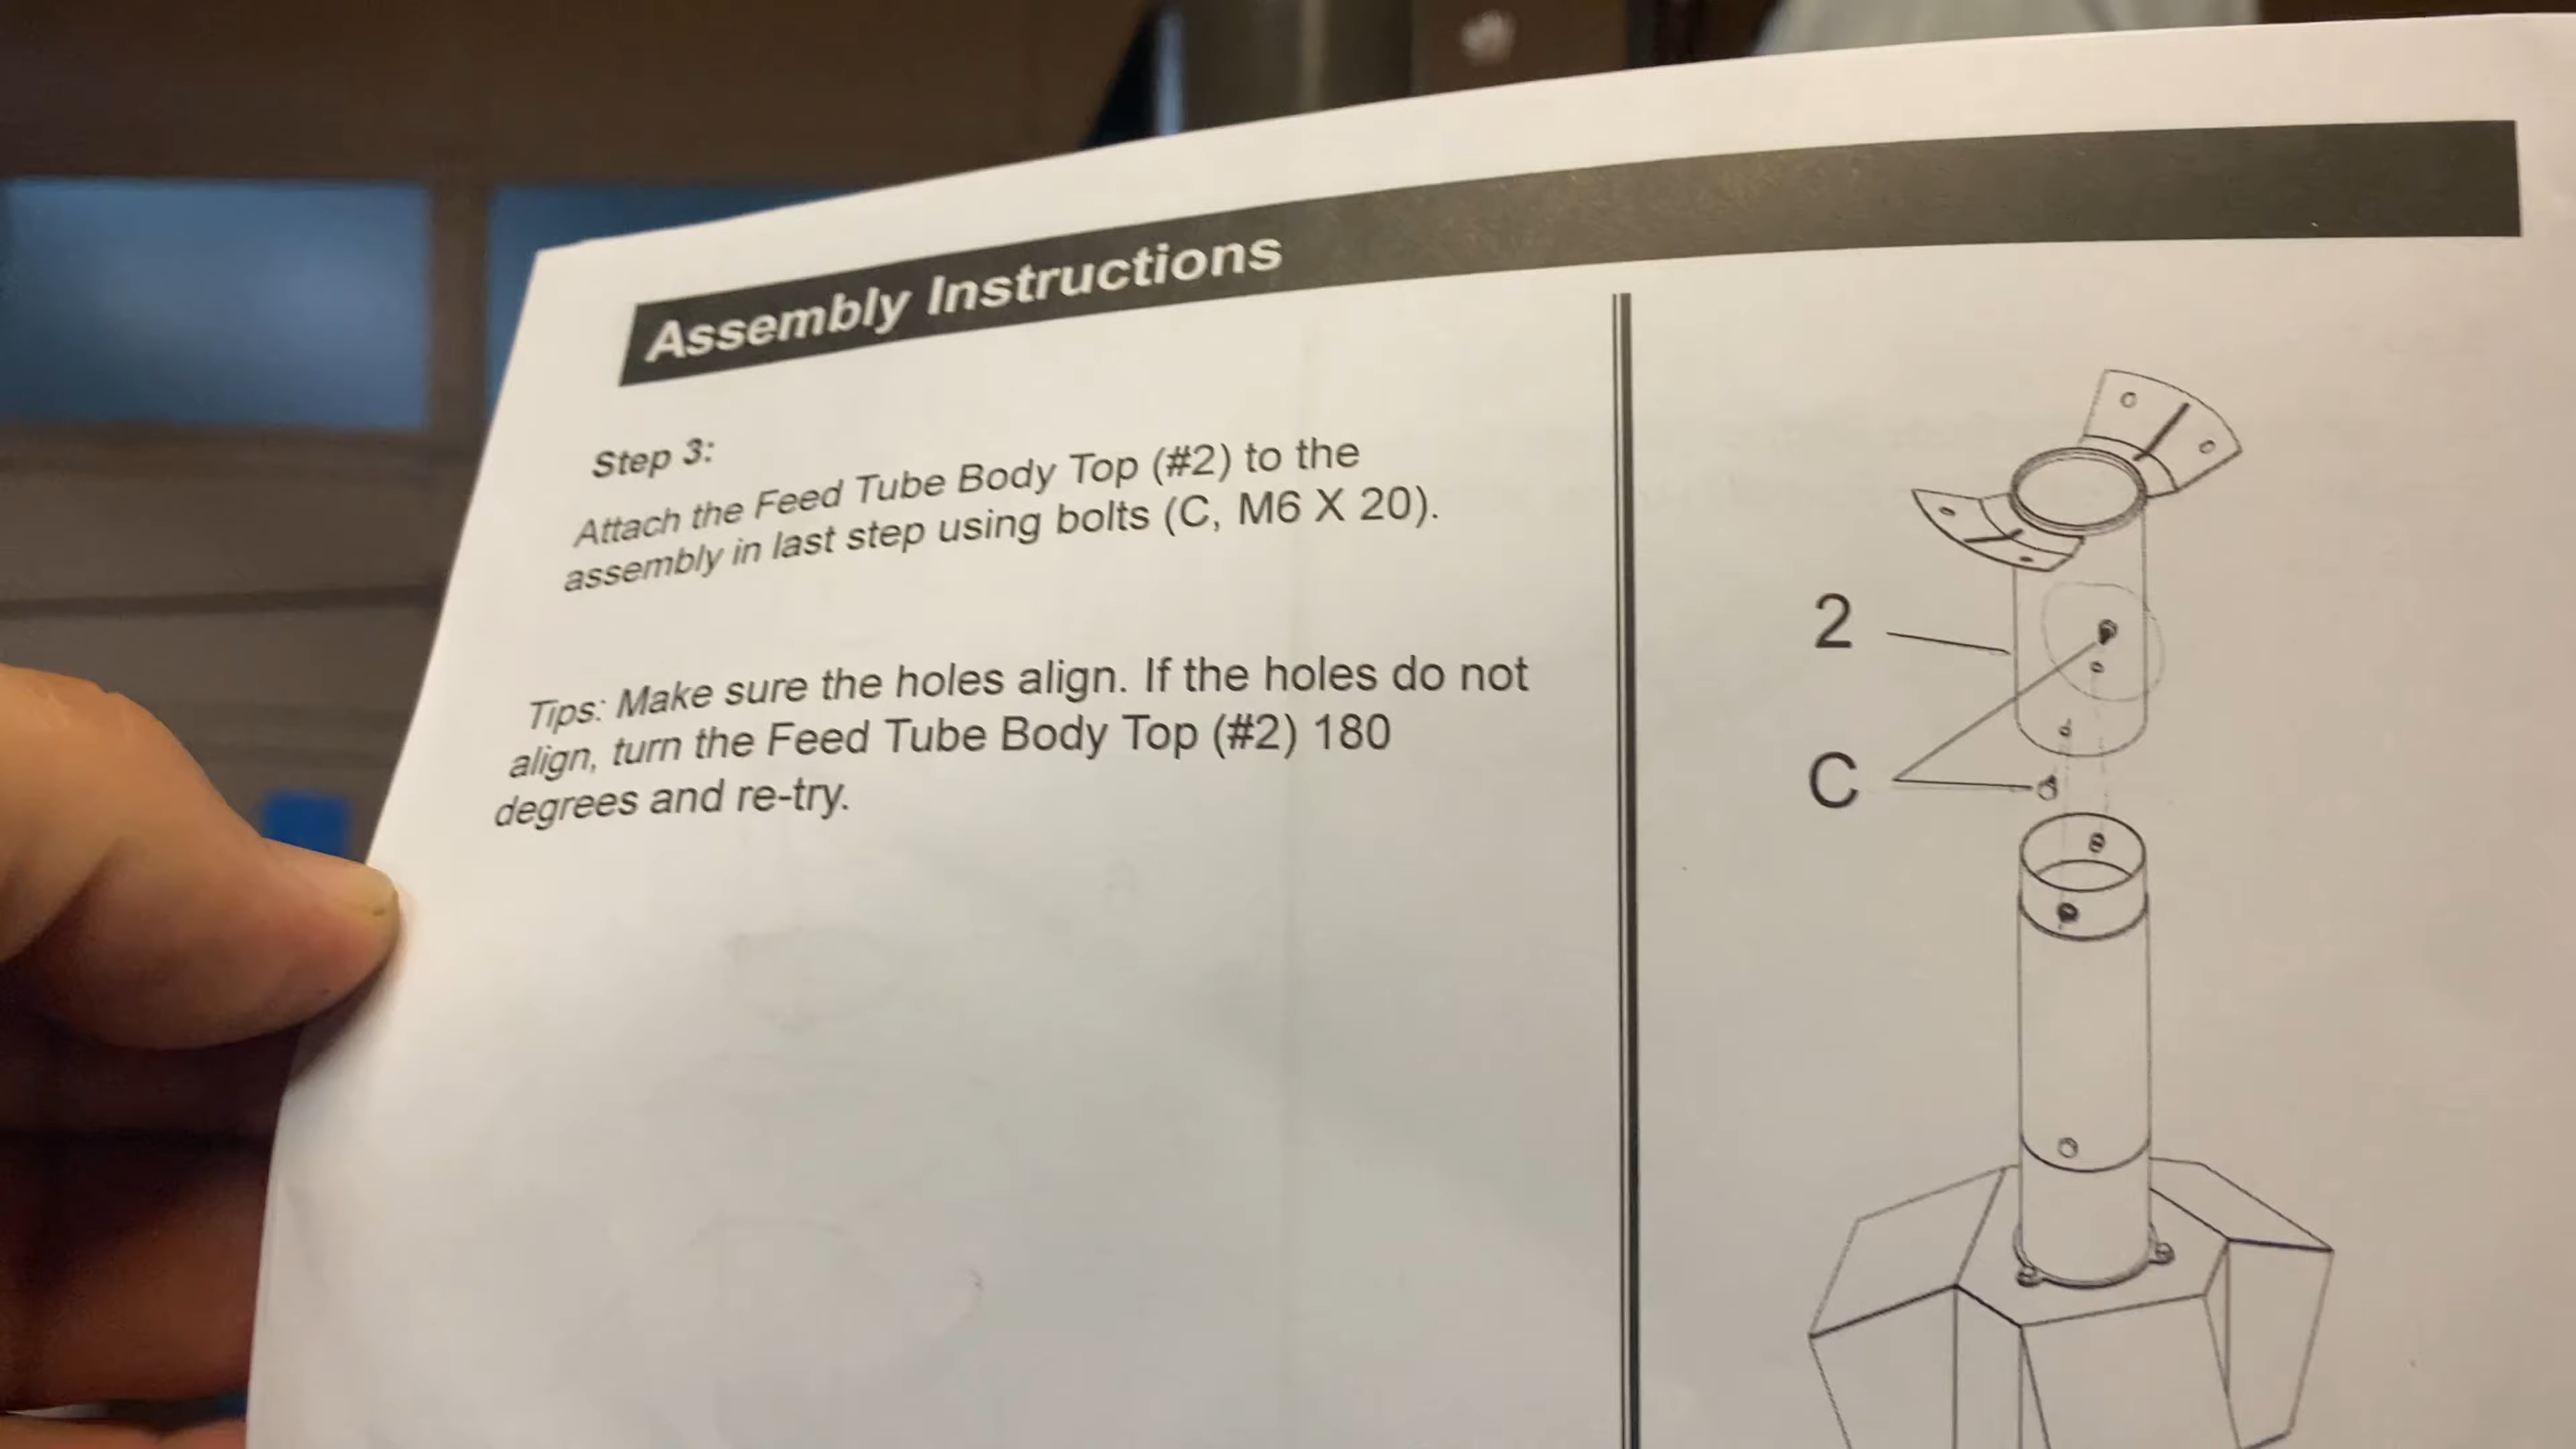 Assembly Instructions
Step 3:
Attach the Feed Tube Body Top (#2) to the
assembly in last step using bolts (C, M6 X 20).
Tips: Make sure the holes align. If the holes do not
align, turn the Feed Tube Body Top (#2) 180
degrees and re-try.
2
C